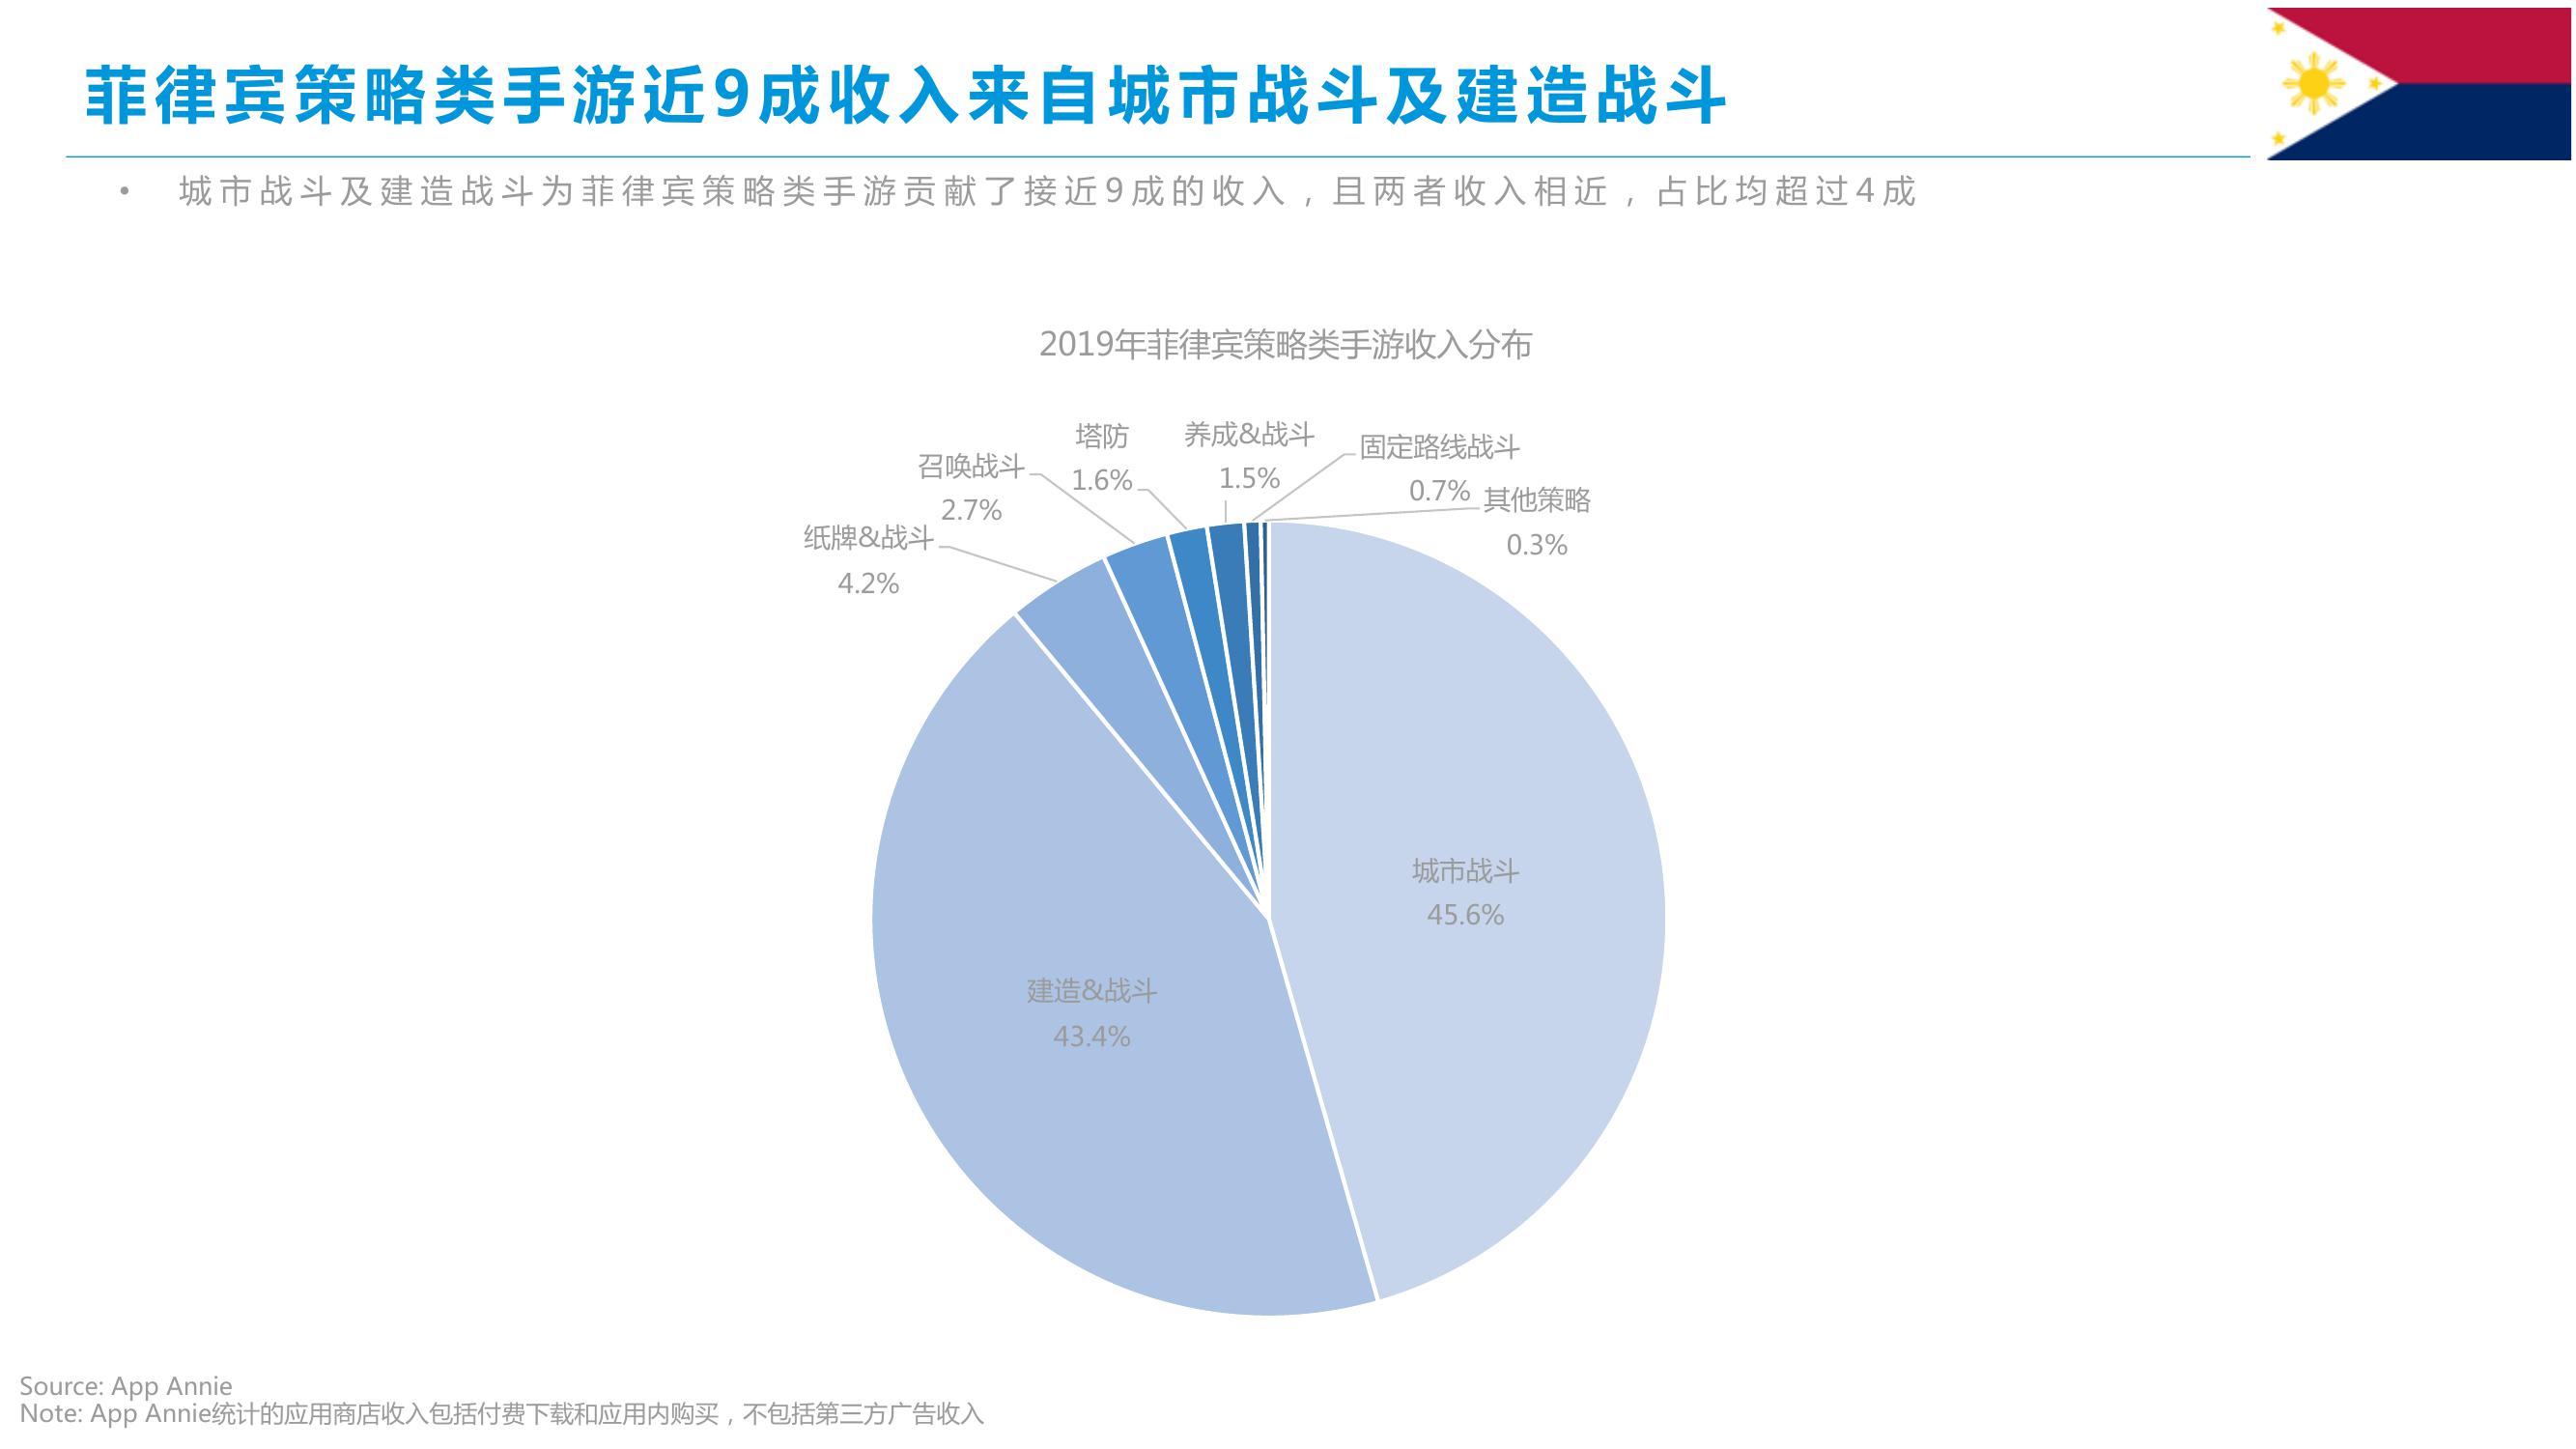 菲律宾策略类手游近9成收入来自城市战斗及建造战斗
• 城市战斗及建造战斗为菲律宾策略类手游贡献了接近9成的收入，且两者收入相近，占比均超过4成
2019年菲律宾策略类手游收入分布
纸牌&战斗
4.2%
召唤战斗
2.7%
塔防
1.6%
养成&战斗
1.5%
固定路线战斗
0.7%
其他策略
0.3%
城市战斗
45.6%
建造&战斗
43.4%
Source: App Annie
Note: App Annie统计的应用商店收入包括付费下载和应用内购买，不包括第三方广告收入